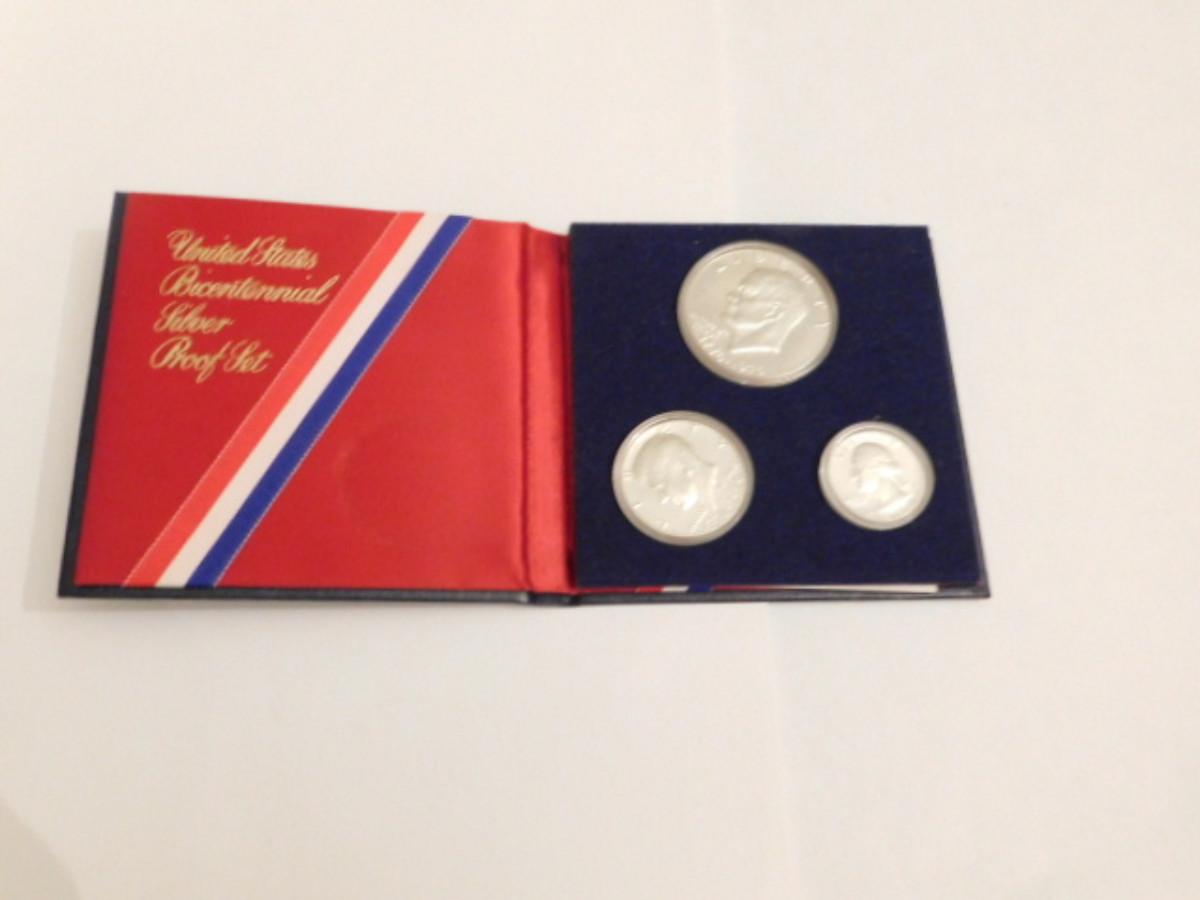 United States
Bicentennial
Silver
Proof Set